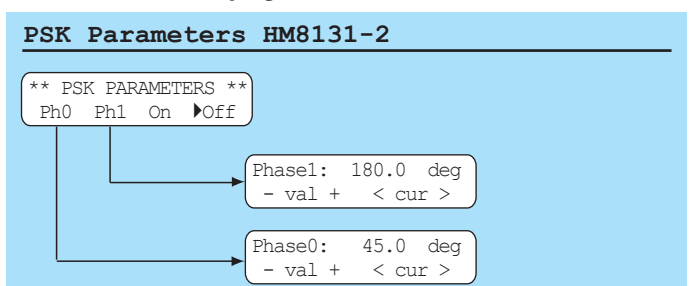 PSK Parameters HM8131-2
** PSK PARAMETERS **
Ph0 Ph1 On ▶Off
Phase1: 180.0 deg
- val + < cur >
Phase0: 45.0 deg
- val + < cur >